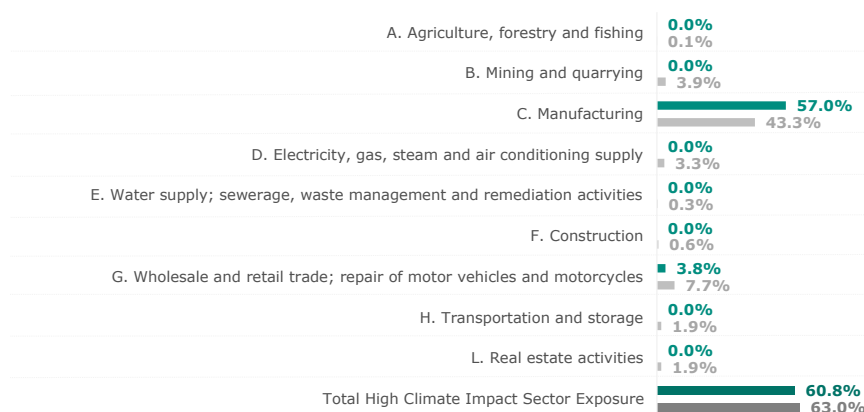 A. Agriculture, forestry and fishing 0.0%
0.1%
B. Mining and quarrying 0.0%
3.9%
C. Manufacturing 57.0%
43.3%
D. Electricity, gas, steam and air conditioning supply 0.0%
3.3%
E. Water supply; sewerage, waste management and remediation activities 0.0%
0.3%
F. Construction 0.0%
0.6%
G. Wholesale and retail trade; repair of motor vehicles and motorcycles 3.8%
7.7%
H. Transportation and storage 0.0%
1.9%
L. Real estate activities 0.0%
1.9%
Total High Climate Impact Sector Exposure 60.8%
63.0%